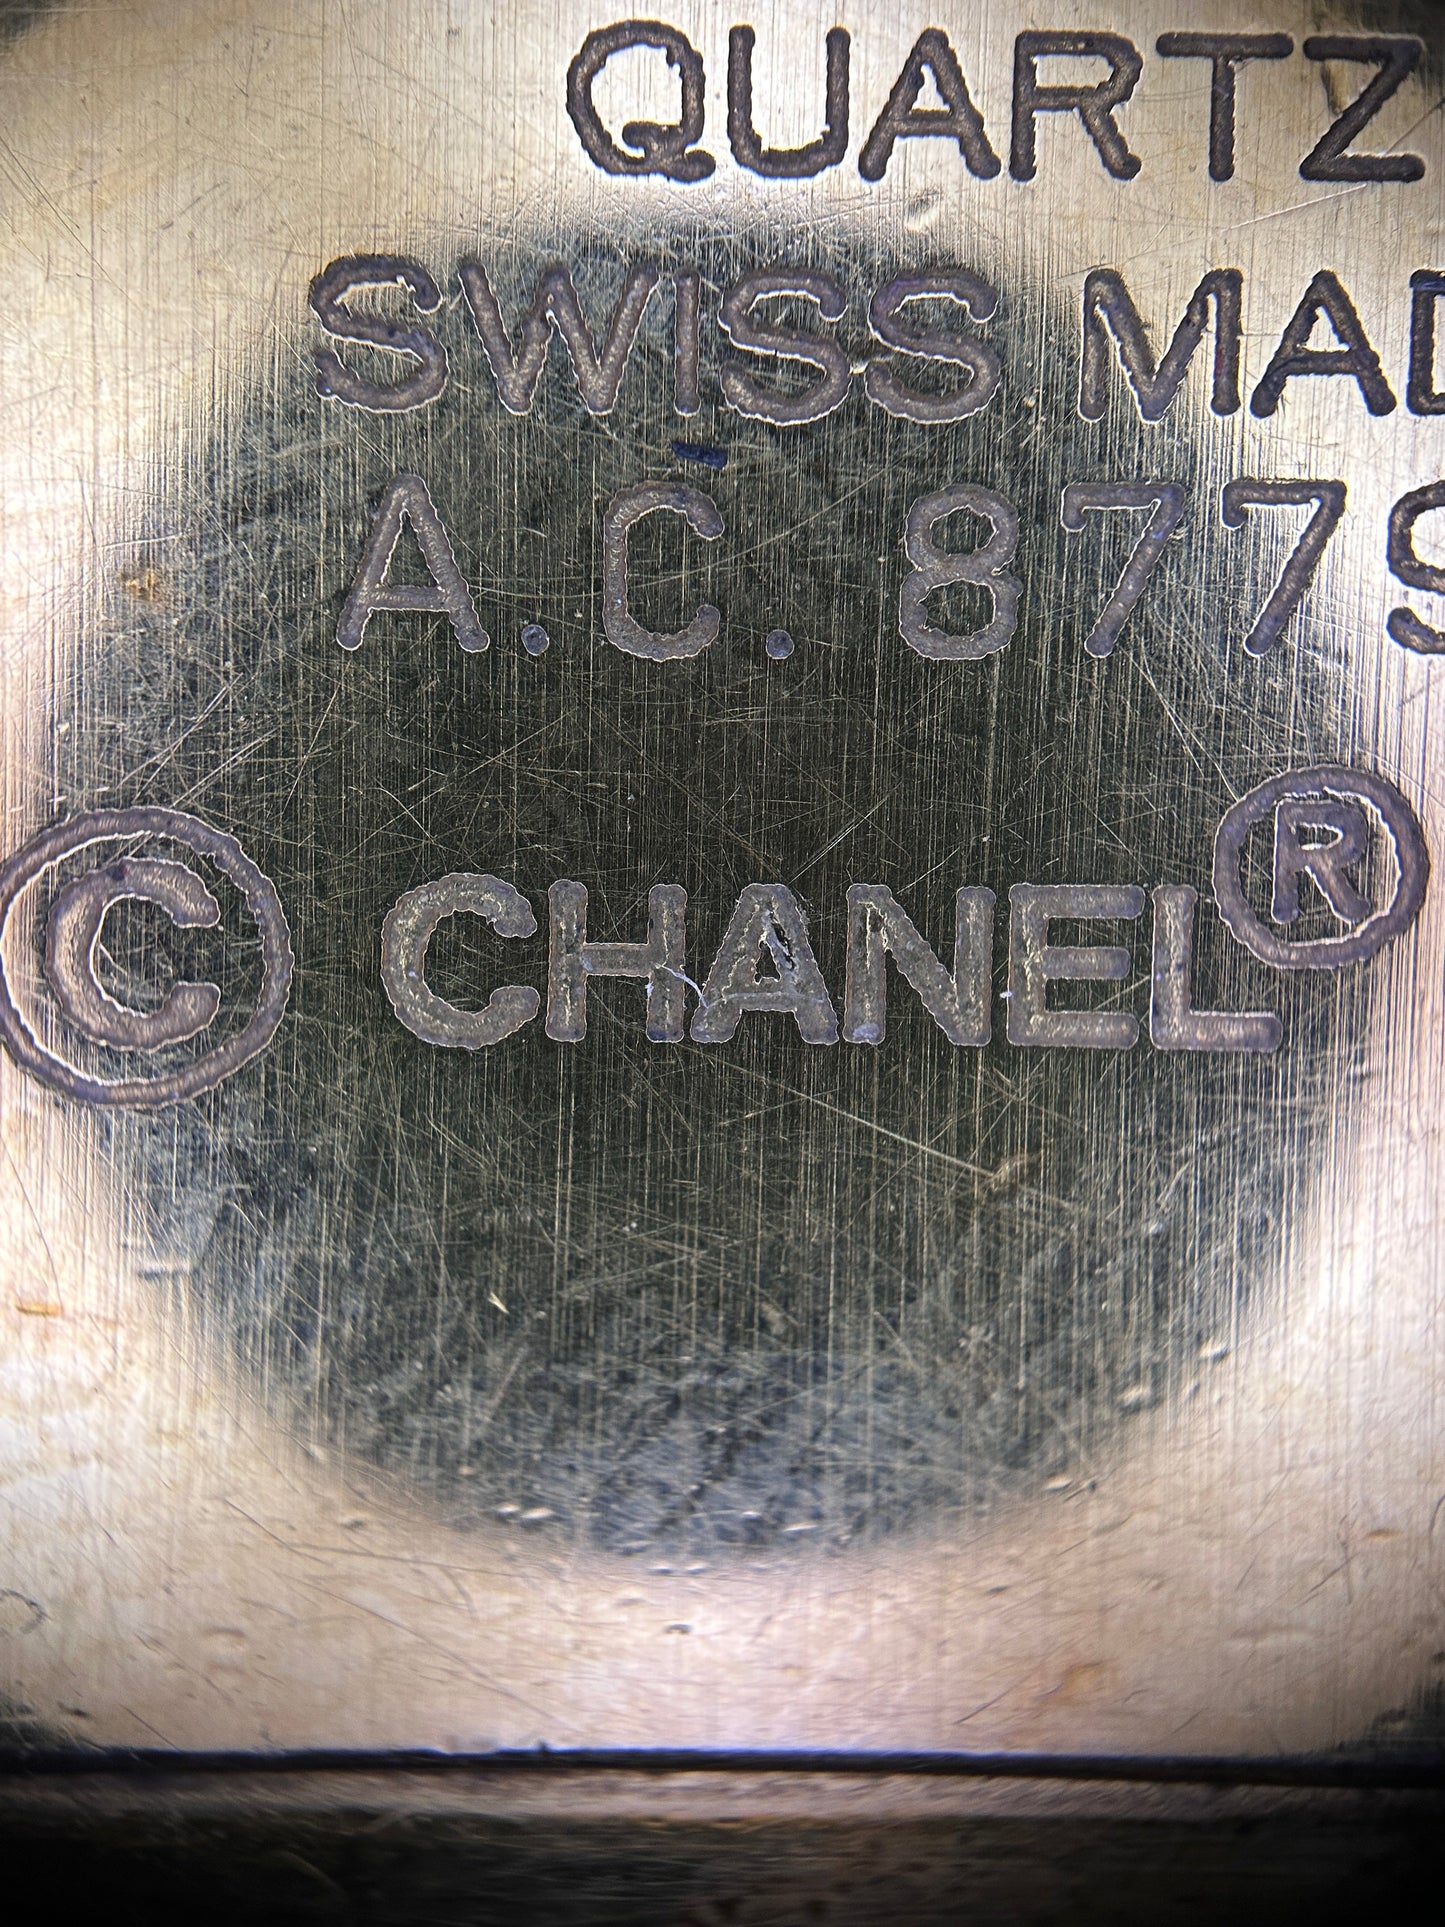 QUARTZ
SWISS MAD
A.C. 877
© CHANEL®